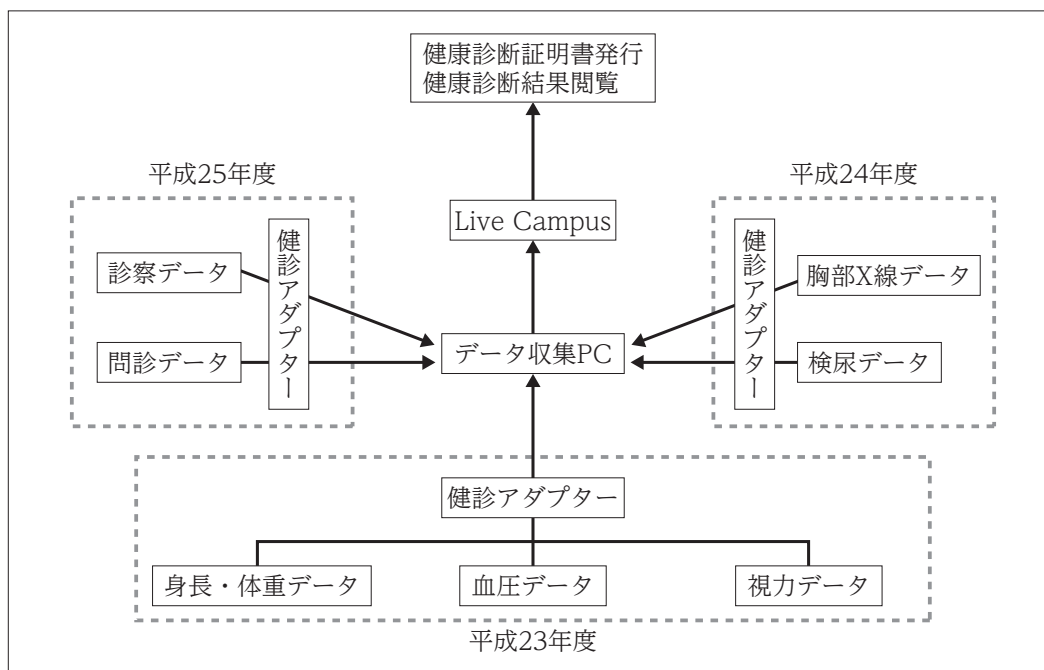 健康診断証明書発行
健康診断結果閲覧
平成25年度
平成24年度
Live Campus
健診アダプター
健診アダプター
診察データ
胸部X線データ
問診データ
データ収集PC
検尿データ
健診アダプター
身長・体重データ
血圧データ
視力データ
平成23年度